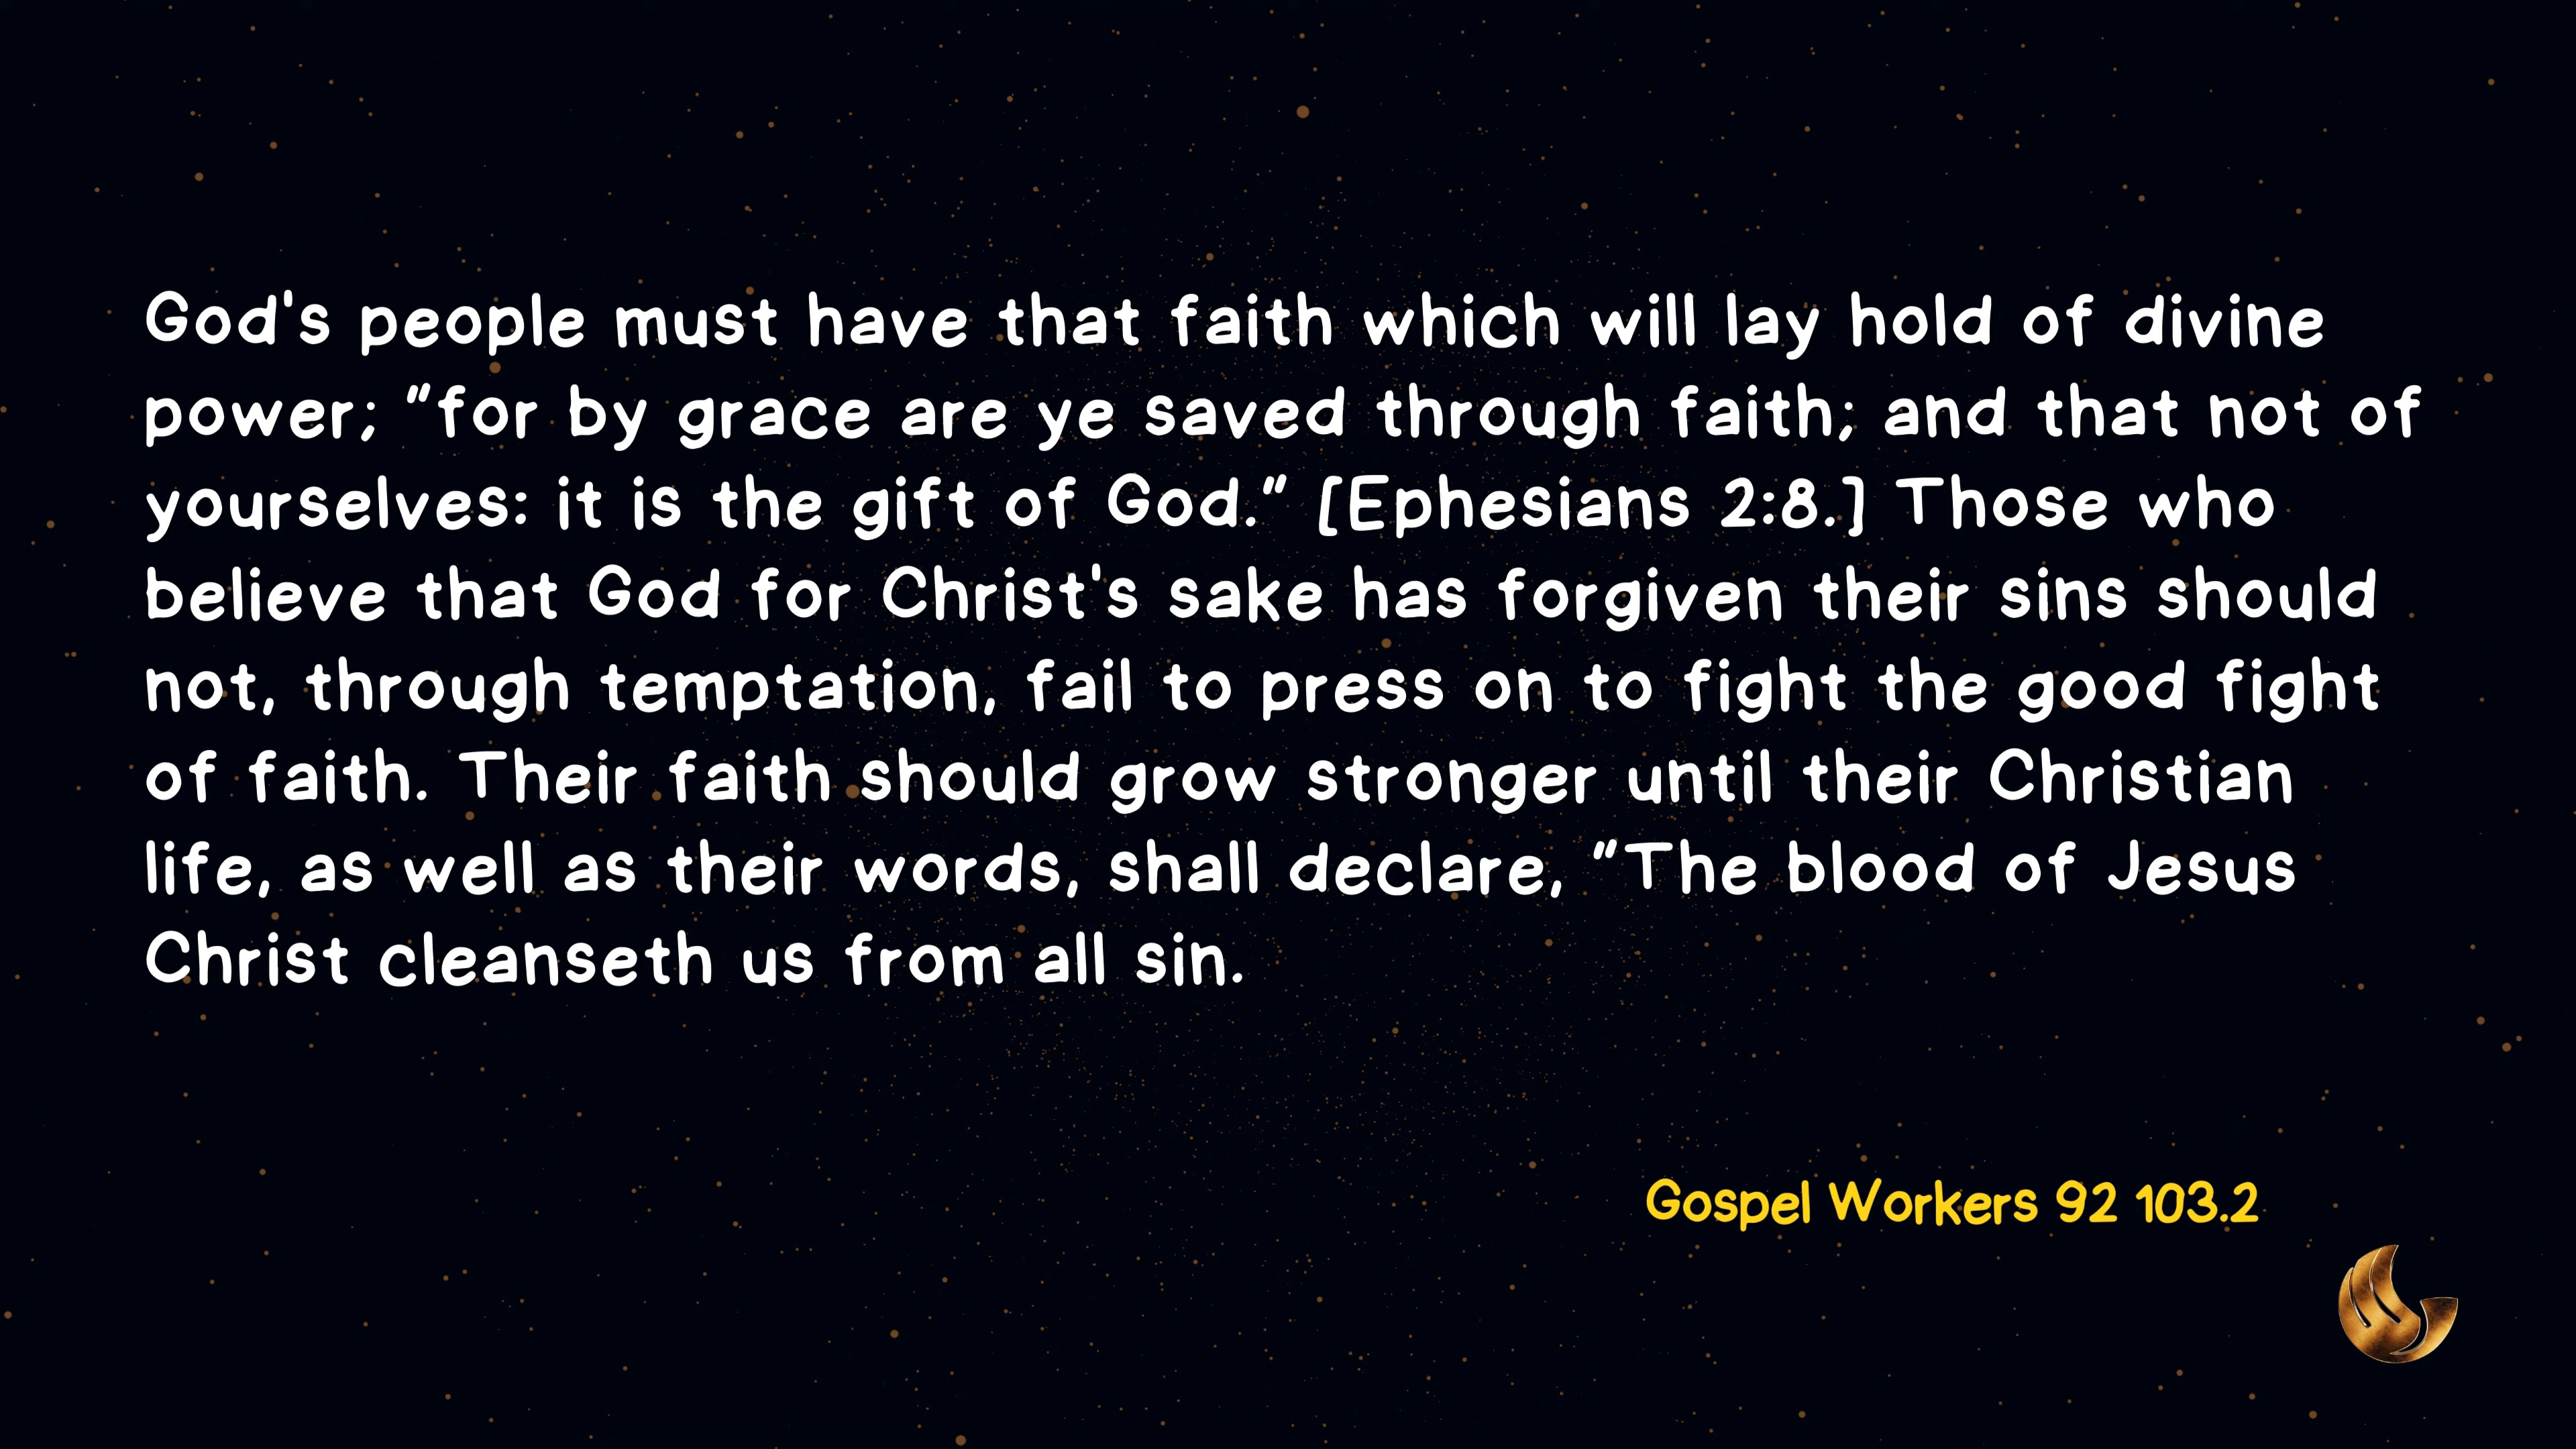 God's people must have that faith which will lay hold of divine
power; “for by grace are ye saved through faith; and that not of
yourselves: it is the gift of God.” [Ephesians 2:8.] Those who
believe that God for Christ's sake has forgiven their sins should
not, through temptation, fail to press on to fight the good fight
of faith. Their faith should grow stronger until their Christian
life, as well as their words, shall declare, “The blood of Jesus
Christ cleanseth us from all sin.
Gospel Workers 92 103.2